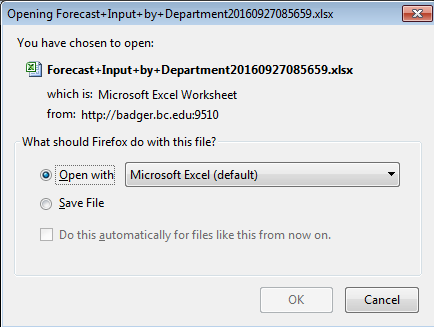 Opening Forecast+Input+by+Department20160927085659.xlsx
You have chosen to open:
Forecast+Input+by+Department20160927085659.xlsx
which is: Microsoft Excel Worksheet
from: http://badger.bc.edu:9510
What should Firefox do with this file?
Open with Microsoft Excel (default)
Save File
Do this automatically for files like this from now on.
OK Cancel